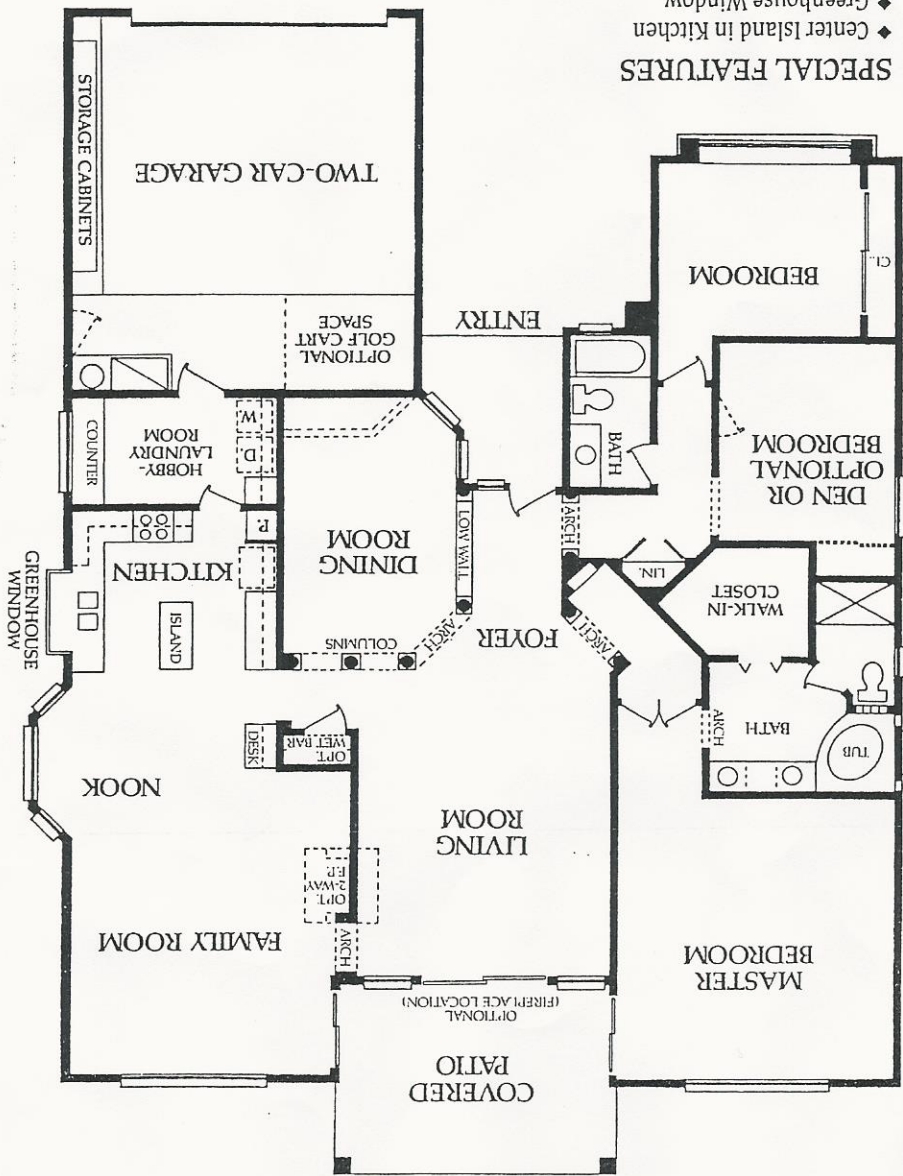 COVERED
PATIO
OPTIONAL
(FIREPLACE LOCATION)
FAMILY ROOM
ARCH
OPT.
2-WAY
F.P.
LIVING
ROOM
MASTER
BEDROOM
NOOK
DESK
OPT.
WET BAR
BATH
TUB
ARCH
GREENHOUSE
WINDOW
ISLAND
KITCHEN
P.
COLUMNS
ARCH
FOYER
ARCH
WALK-IN
CLOSET
LIN.
DINING
ROOM
LOW WALL
ARCH
COUNTER
HOBBY-
LAUNDRY
ROOM
D.
W.
BATH
DEN OR
OPTIONAL
BEDROOM
OPTIONAL
GOLF CART
SPACE
ENTRY
BEDROOM
CL.
STORAGE CABINETS
TWO-CAR GARAGE
SPECIAL FEATURES
◆ Center Island in Kitchen
◆ Greenhouse Window